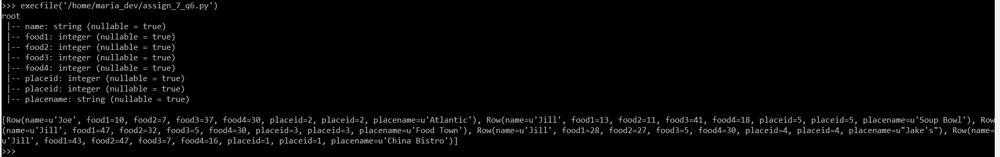 >>> execfile('/home/maria_dev/assign_7_q6.py')
root
 |-- name: string (nullable = true)
 |-- food1: integer (nullable = true)
 |-- food2: integer (nullable = true)
 |-- food3: integer (nullable = true)
 |-- food4: integer (nullable = true)
 |-- placeid: integer (nullable = true)
 |-- placeid: integer (nullable = true)
 |-- placename: string (nullable = true)

[Row(name=u'Joe', food1=10, food2=7, food3=37, food4=30, placeid=2, placeid=2, placename=u'Atlantic'), Row(name=u'Jill', food1=13, food2=11, food3=41, food4=18, placeid=5, placeid=5, placename=u'Soup Bowl'), Row
(name=u'Jill', food1=47, food2=32, food3=5, food4=30, placeid=3, placeid=3, placename=u'Food Town'), Row(name=u'Jill', food1=28, food2=27, food3=5, food4=30, placeid=4, placeid=4, placename=u"Jake's"), Row(name=
u'Jill', food1=43, food2=47, food3=7, food4=16, placeid=1, placeid=1, placename=u'China Bistro')]
>>>